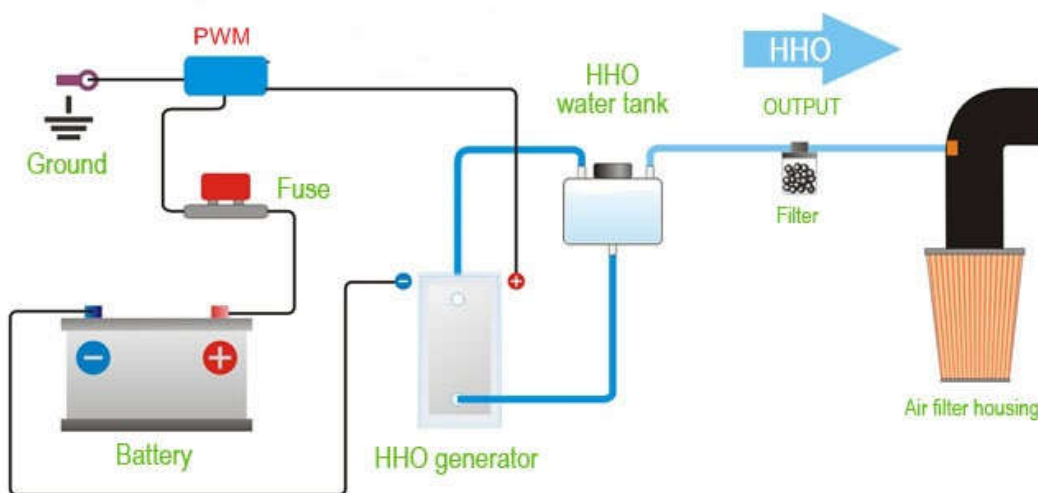 PWM
HHO
HHO
water tank
OUTPUT
Ground
Fuse
Filter
Battery
HHO generator
Air filter housing